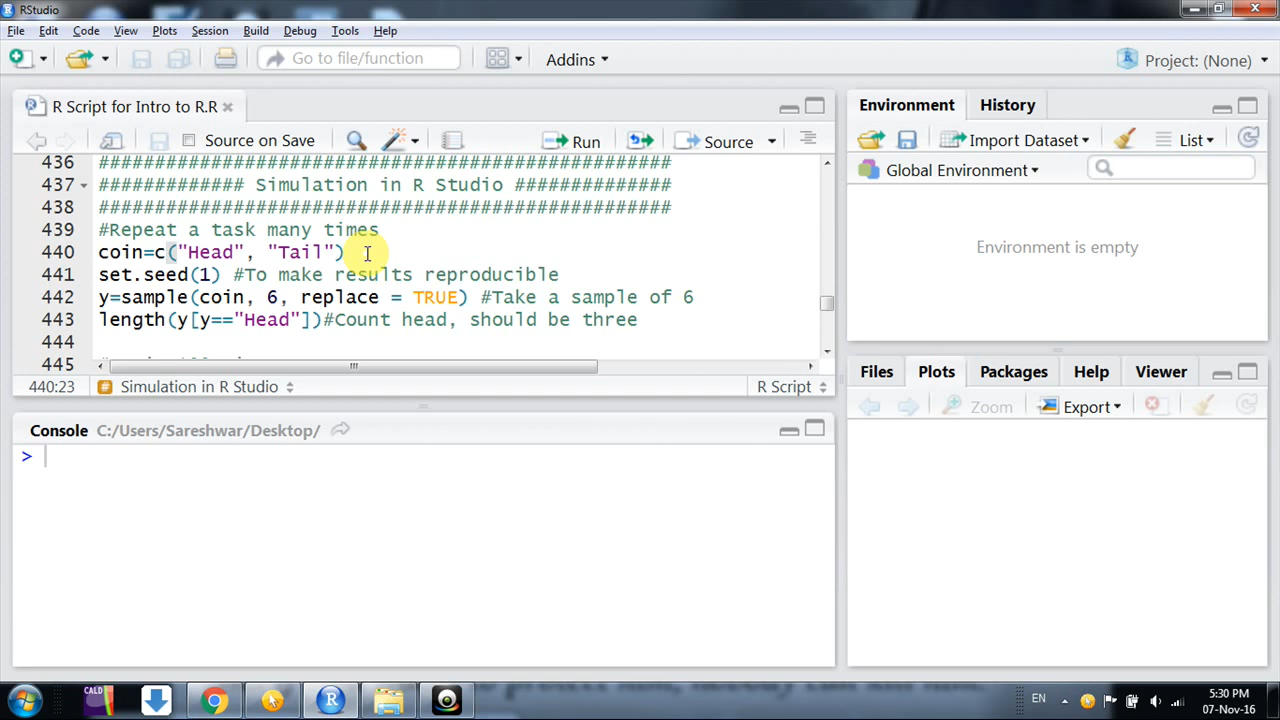 RStudio
File Edit Code View Plots Session Build Debug Tools Help
Go to file/function Addins Project: (None)
R Script for Intro to R.R
Source on Save Run Source
436 ###################################################
437 ############# Simulation in R Studio ##############
438 ###################################################
439 #Repeat a task many times
440 coin=c("Head", "Tail")
441 set.seed(1) #To make results reproducible
442 y=sample(coin, 6, replace = TRUE) #Take a sample of 6
443 length(y[y=="Head"])#Count head, should be three
444
445
440:23 Simulation in R Studio R Script
Console C:/Users/Sareshwar/Desktop/
>
Environment History
Import Dataset List
Global Environment
Environment is empty
Files Plots Packages Help Viewer
Zoom Export
CALD EN 5:30 PM
07-Nov-16